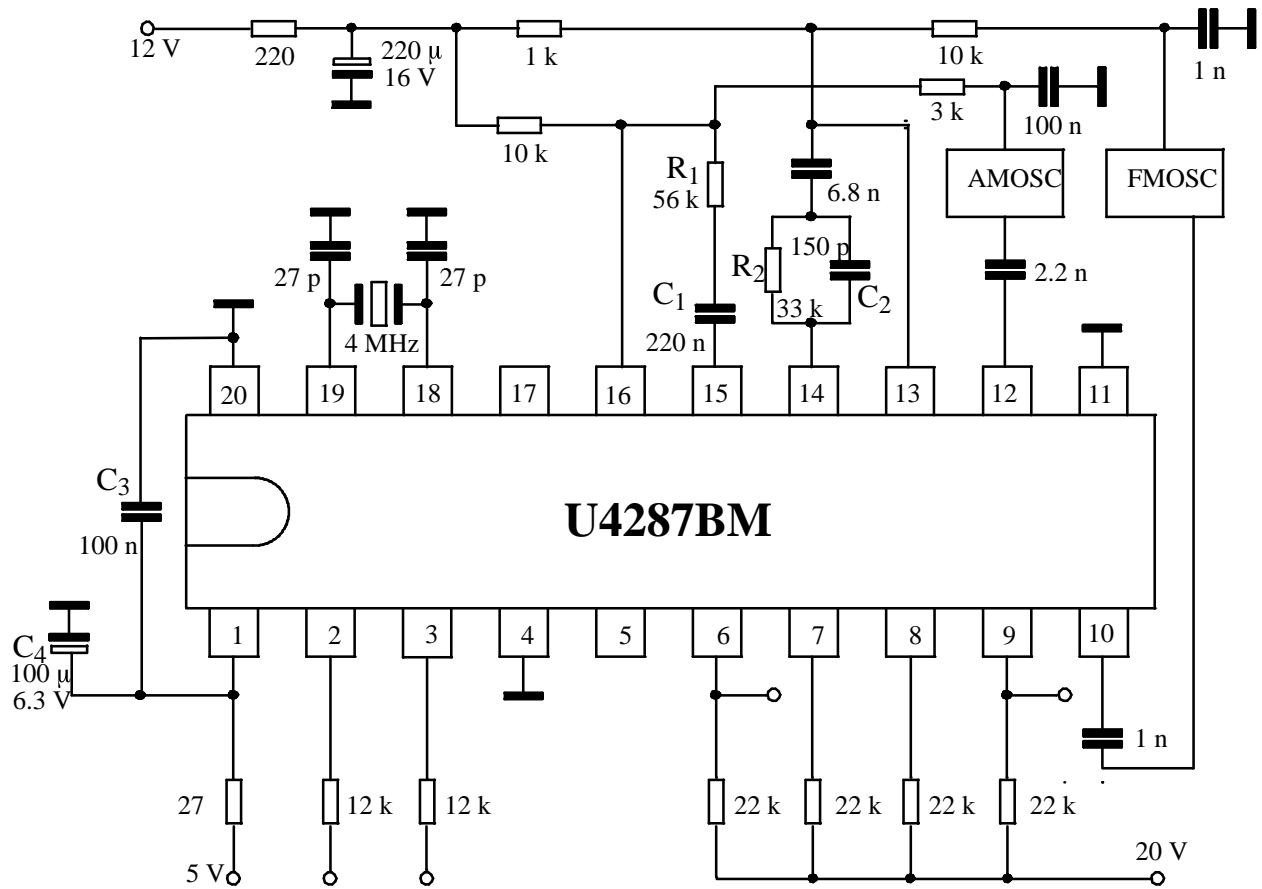 12 V
220
220 µ
16 V
1 k
10 k
1 n
10 k
3 k
100 n
R1
56 k
6.8 n
AMOSC
FMOSC
27 p
27 p
4 MHz
C1
220 n
R2
33 k
150 p
C2
2.2 n
20
19
18
17
16
15
14
13
12
11
C3
100 n
U4287BM
1
2
3
4
5
6
7
8
9
10
C4
100 µ
6.3 V
1 n
27
12 k
12 k
22 k
22 k
22 k
22 k
5 V
20 V